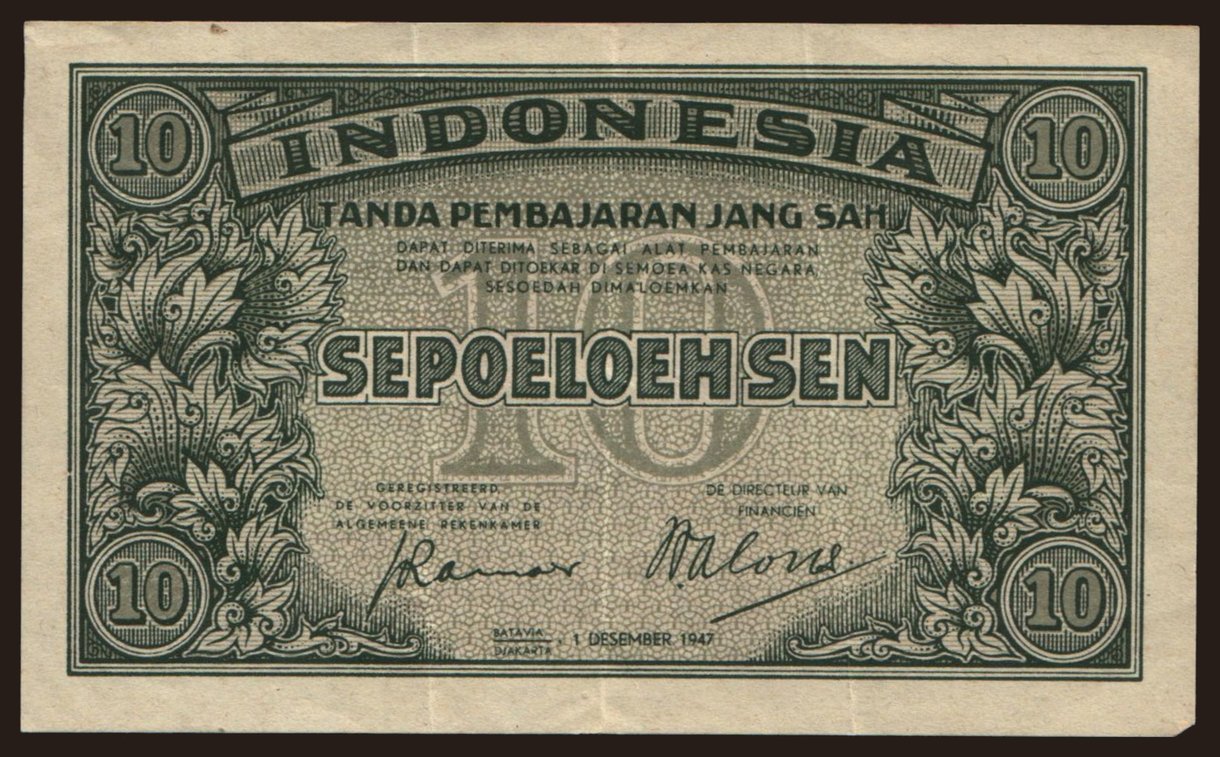 10 INDONESIA 10
TANDA PEMBAJARAN JANG SAH
DAPAT DITERIMA SEBAGAI ALAT PEMBAJARAN
DAN DAPAT DITOEKAR DI SEMOEA KAS NEGARA,
SESOEDAH DIMALOEMKAN
10
SEPOELOEH SEN
GEREGISTREERD,
DE VOORZITTER VAN DE
ALGEMEENE REKENKAMER
DE DIRECTEUR VAN
FINANCIËN
10 10
BATAVIA
DJAKARTA , 1 DESEMBER 1947